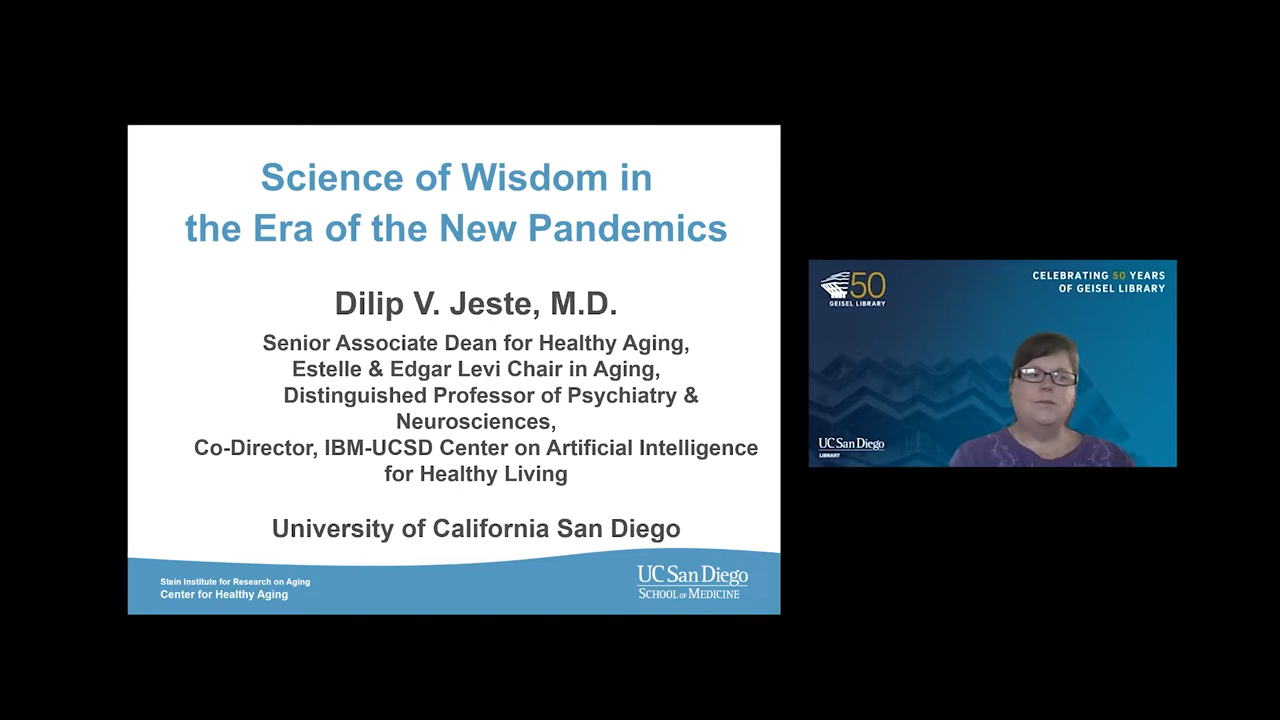 Science of Wisdom in
the Era of the New Pandemics
Dilip V. Jeste, M.D.
Senior Associate Dean for Healthy Aging,
Estelle & Edgar Levi Chair in Aging,
Distinguished Professor of Psychiatry &
Neurosciences,
Co-Director, IBM-UCSD Center on Artificial Intelligence
for Healthy Living
University of California San Diego
Stein Institute for Research on Aging
Center for Healthy Aging
UC San Diego
SCHOOL OF MEDICINE
50
GEISEL LIBRARY
CELEBRATING 50 YEARS
OF GEISEL LIBRARY
UC San Diego
LIBRARY